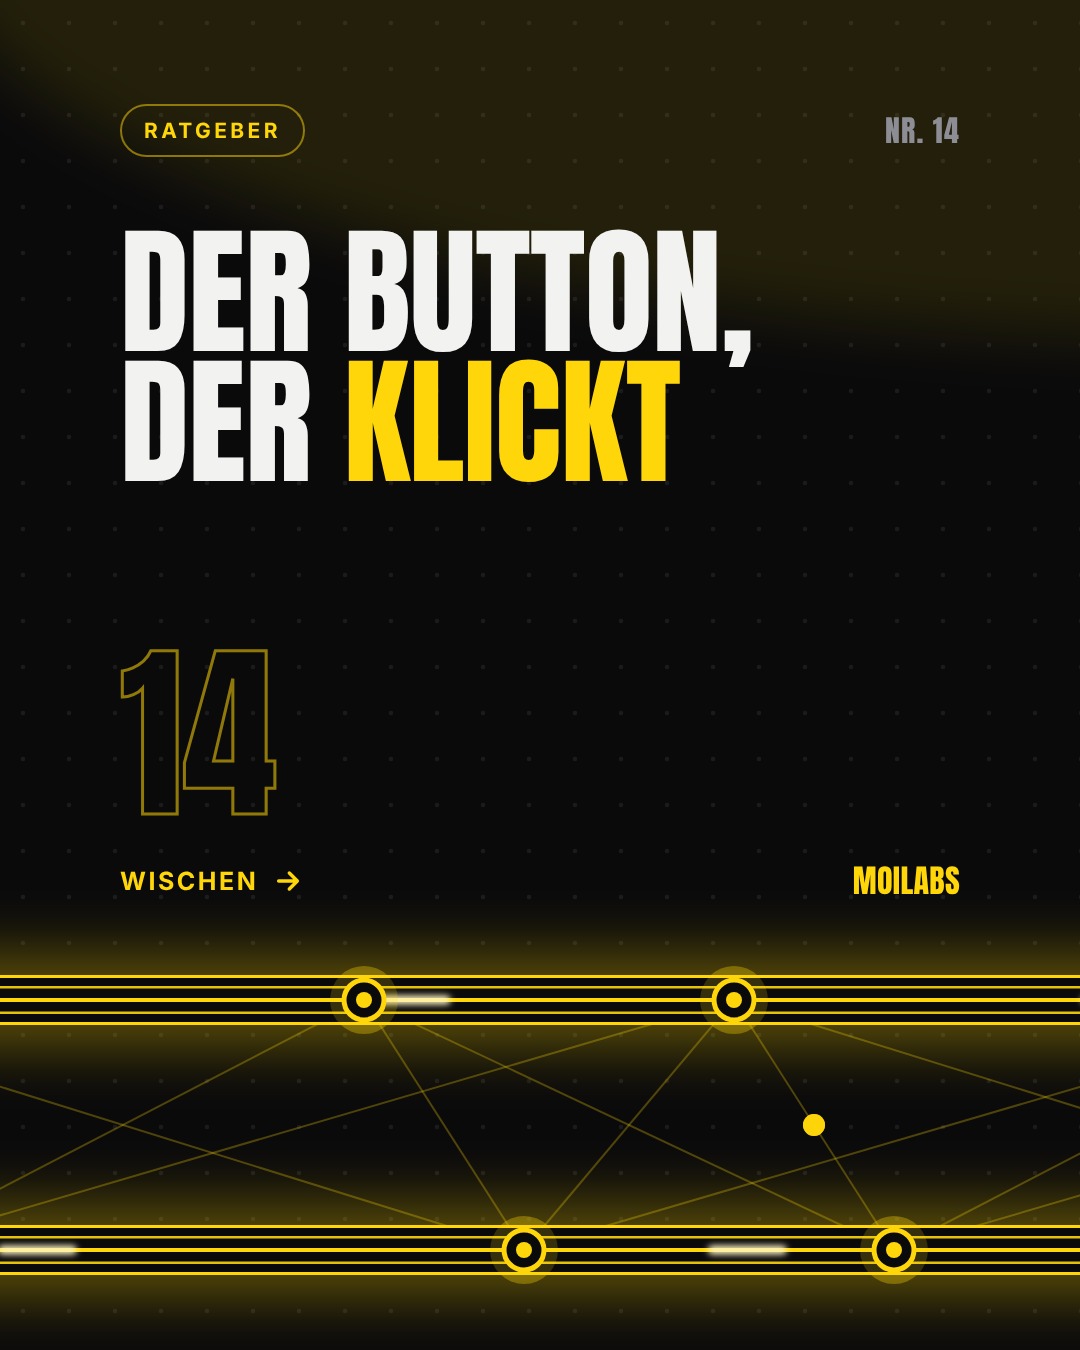 RATGEBER
NR. 14
DER BUTTON,
DER KLICKT
14
WISCHEN →
MOILABS